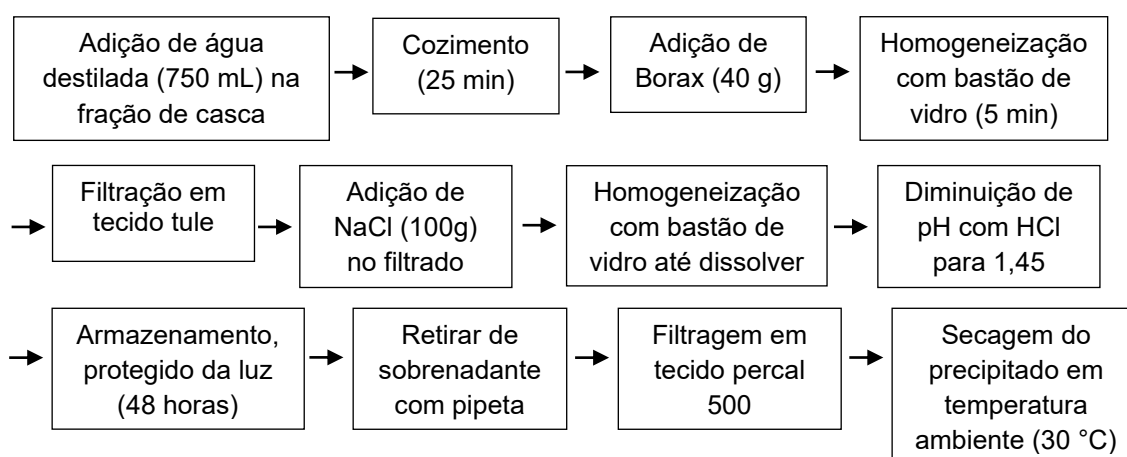 Adição de água
destilada (750 mL) na
fração de casca
Cozimento
(25 min)
Adição de
Borax (40 g)
Homogeneização
com bastão de
vidro (5 min)
Filtração em
tecido tule
Adição de
NaCl (100g)
no filtrado
Homogeneização
com bastão de
vidro até dissolver
Diminuição de
pH com HCl
para 1,45
Armazenamento,
protegido da luz
(48 horas)
Retirar de
sobrenadante
com pipeta
Filtragem em
tecido percal
500
Secagem do
precipitado em
temperatura
ambiente (30 °C)